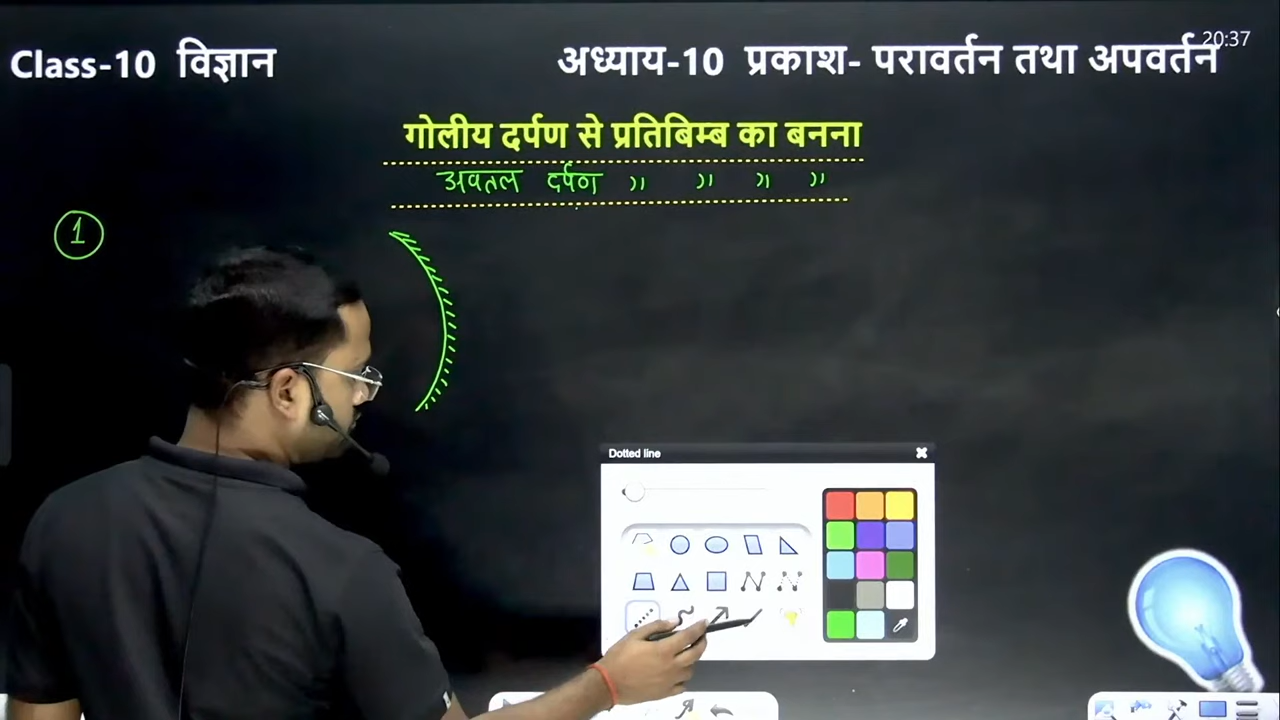 20:37
Class-10 विज्ञान
अध्याय-10 प्रकाश- परावर्तन तथा अपवर्तन
गोलीय दर्पण से प्रतिबिम्ब का बनना
अवतल दर्पण " " " "
1
Dotted line